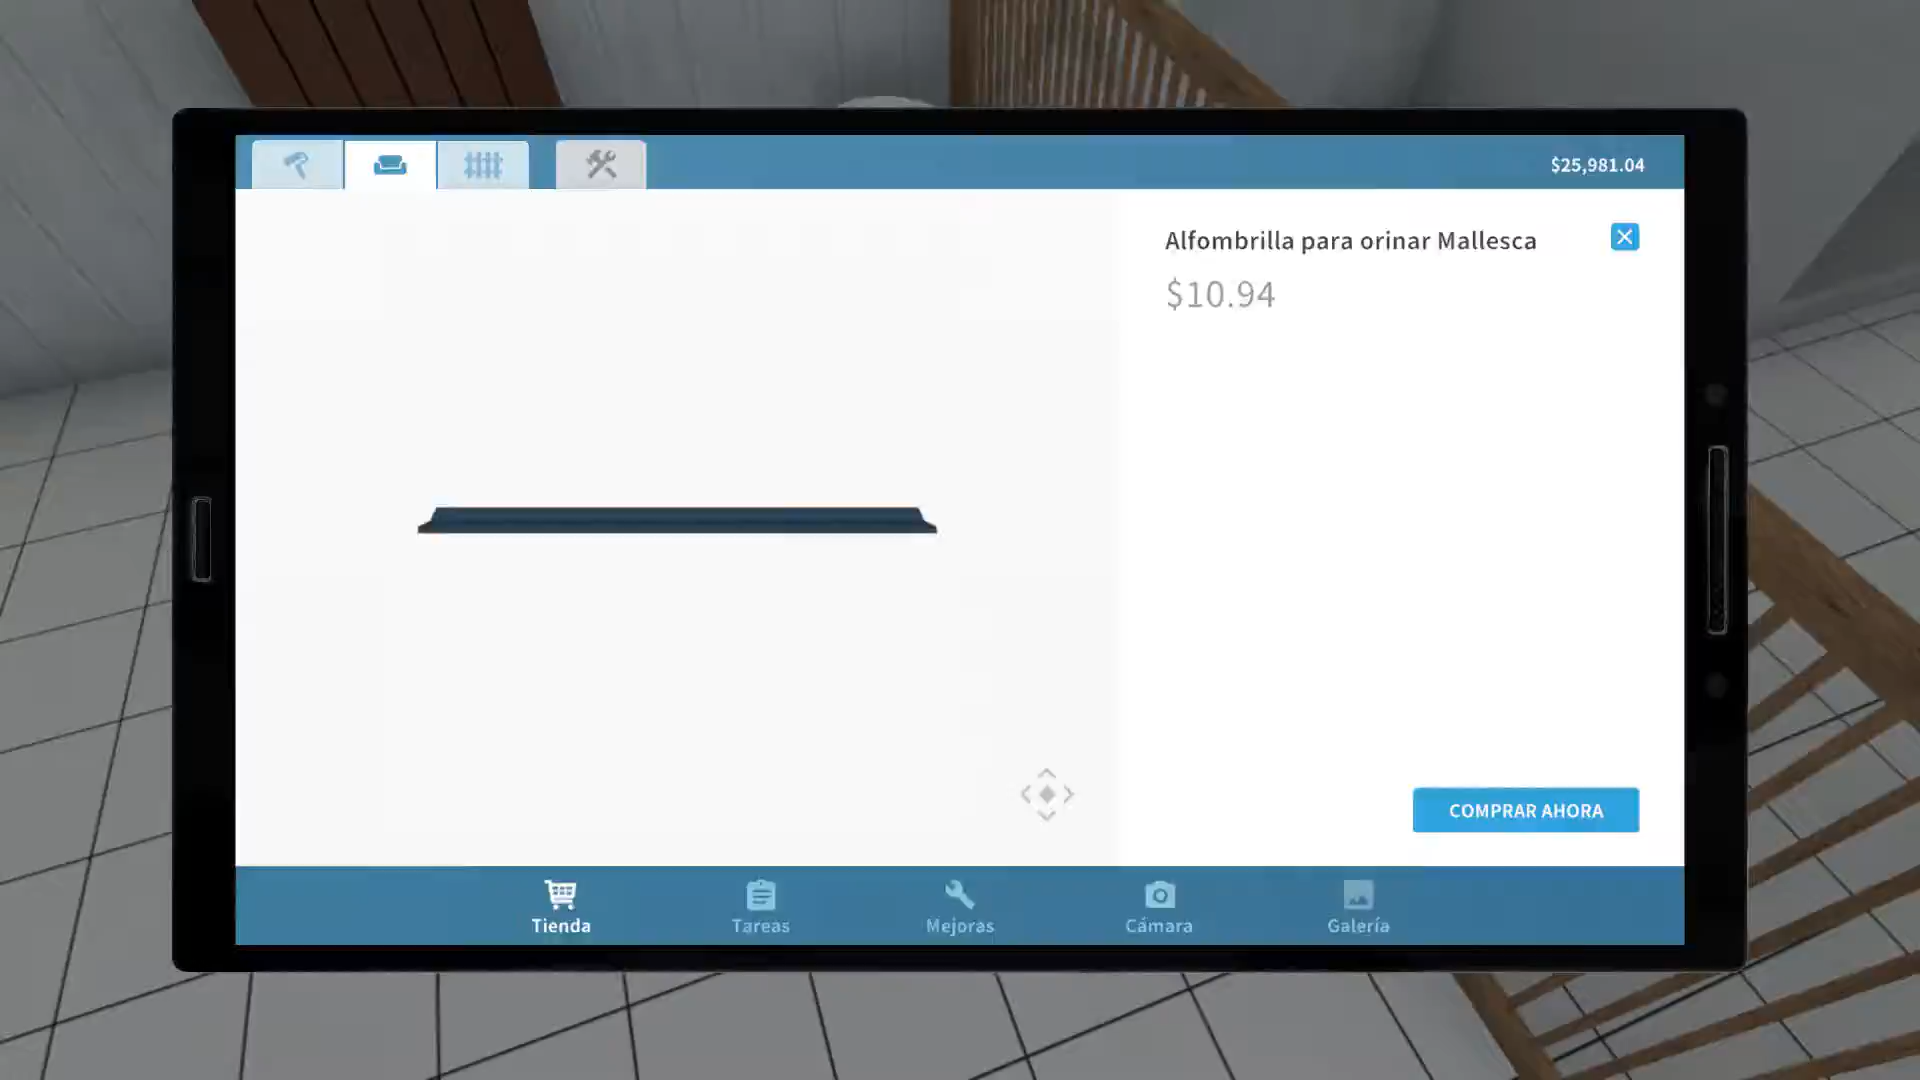 $25,981.04
Alfombrilla para orinar Mallesca
$10.94
COMPRAR AHORA
Tienda
Tareas
Mejoras
Cámara
Galería